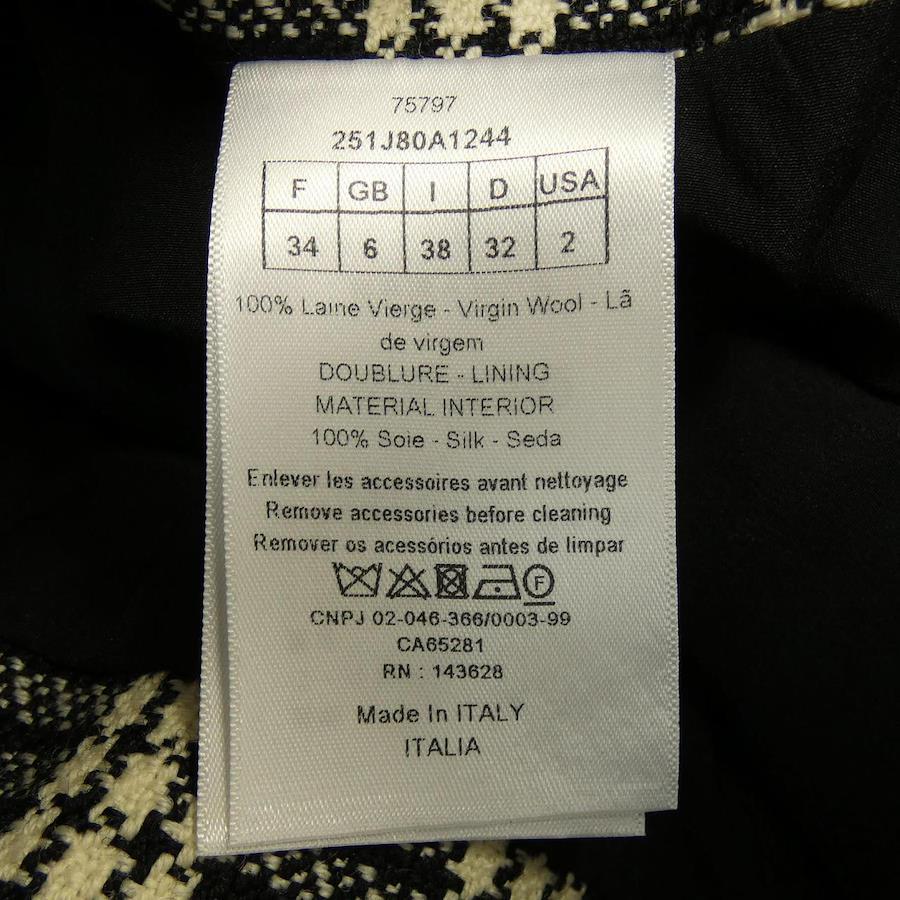 75797
251J80A1244
F GB I D USA
34 6 38 32 2
100% Laine Vierge - Virgin Wool - Lã
de virgem
DOUBLURE - LINING
MATERIAL INTERIOR
100% Soie - Silk - Seda
Enlever les accessoires avant nettoyage
Remove accessories before cleaning
Remover os acessórios antes de limpar
F
CNPJ 02-046-366/0003-99
CA65281
RN : 143628
Made In ITALY
ITALIA